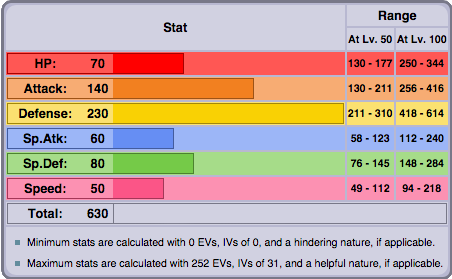 Stat Range
At Lv. 50 At Lv. 100
HP: 70 130 - 177 250 - 344
Attack: 140 130 - 211 256 - 416
Defense: 230 211 - 310 418 - 614
Sp.Atk: 60 58 - 123 112 - 240
Sp.Def: 80 76 - 145 148 - 284
Speed: 50 49 - 112 94 - 218
Total: 630
Minimum stats are calculated with 0 EVs, IVs of 0, and a hindering nature, if applicable.
Maximum stats are calculated with 252 EVs, IVs of 31, and a helpful nature, if applicable.